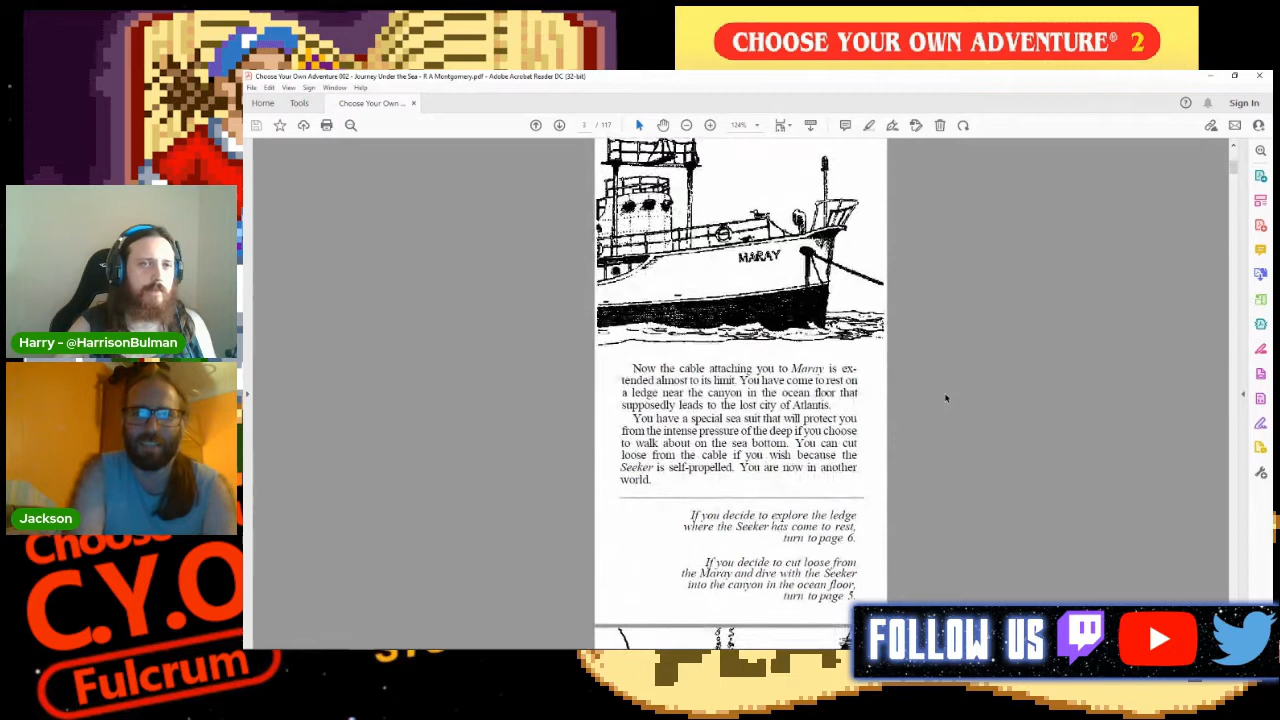 CHOOSE YOUR OWN ADVENTURE® 2
Choose Your Own Adventure 002 - Journey Under the Sea - R A Montgomery.pdf - Adobe Acrobat Reader DC (32-bit)
File Edit View Sign Window Help
Home Tools Choose Your Own ... × Sign In
3 / 117 124%
MARAY
Now the cable attaching you to Maray is ex-
tended almost to its limit. You have come to rest on
a ledge near the canyon in the ocean floor that
supposedly leads to the lost city of Atlantis.
You have a special sea suit that will protect you
from the intense pressure of the deep if you choose
to walk about on the sea bottom. You can cut
loose from the cable if you wish because the
Seeker is self-propelled. You are now in another
world.
If you decide to explore the ledge
where the Seeker has come to rest,
turn to page 6.
If you decide to cut loose from
the Maray and dive with the Seeker
into the canyon in the ocean floor,
turn to page 5.
Harry - @HarrisonBulman
Jackson
Choose
C.Y.O
Fulcrum
FOLLOW US